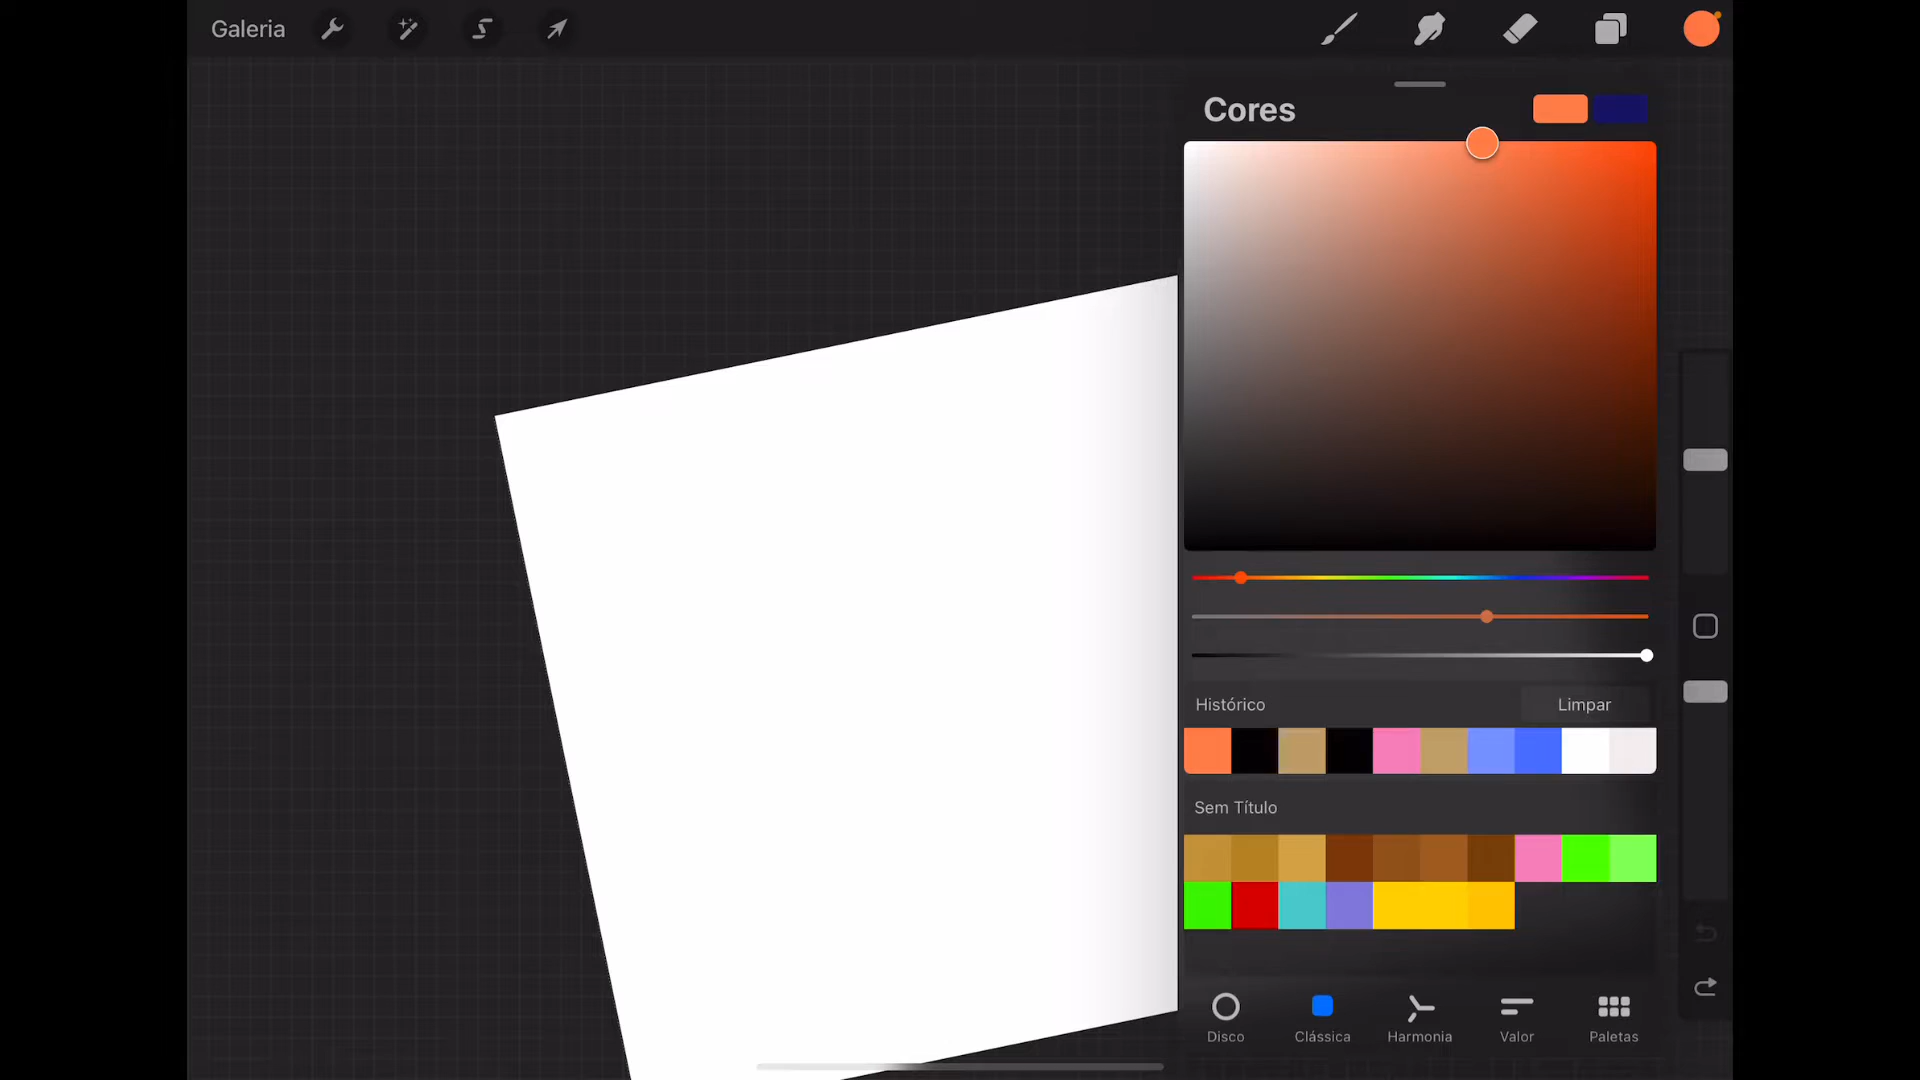 Galeria
Cores
Histórico
Limpar
Sem Título
Disco
Clássica
Harmonia
Valor
Paletas